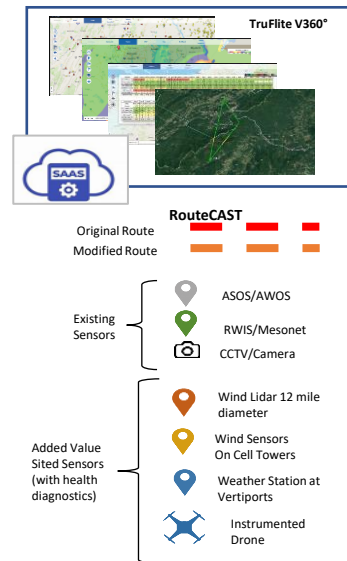 TruFlite V360°
SAAS
RouteCAST
Original Route
Modified Route
Existing
Sensors
ASOS/AWOS
RWIS/Mesonet
CCTV/Camera
Added Value
Sited Sensors
(with health
diagnostics)
Wind Lidar 12 mile
diameter
Wind Sensors
On Cell Towers
Weather Station at
Vertiports
Instrumented
Drone